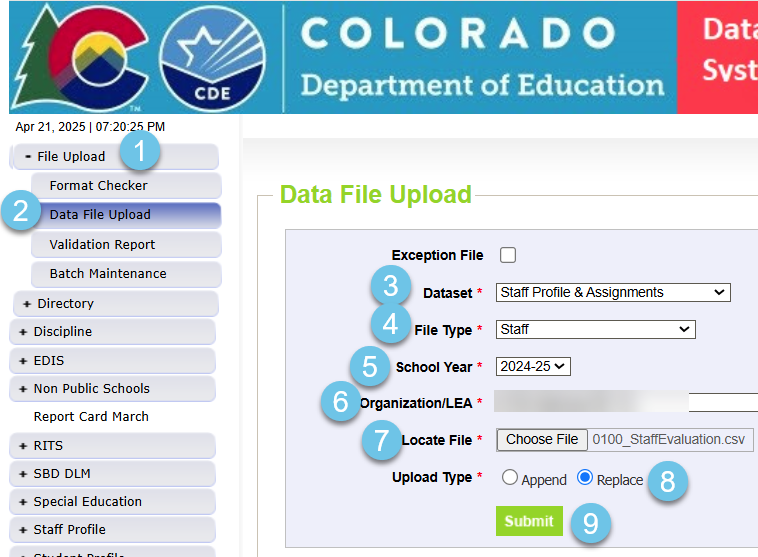 COLORADO
Department of Education
CDE
TM
Data
Syst
Apr 21, 2025 | 07:20:25 PM
- File Upload
1
Format Checker
2
Data File Upload
Validation Report
Batch Maintenance
+ Directory
+ Discipline
+ EDIS
+ Non Public Schools
Report Card March
+ RITS
+ SBD DLM
+ Special Education
+ Staff Profile
+ Student Profile
Data File Upload
Exception File
3
Dataset * Staff Profile & Assignments
4
File Type * Staff
5
School Year * 2024-25
6
Organization/LEA *
7
Locate File * Choose File 0100_StaffEvaluation.csv
Upload Type * Append Replace
8
Submit
9